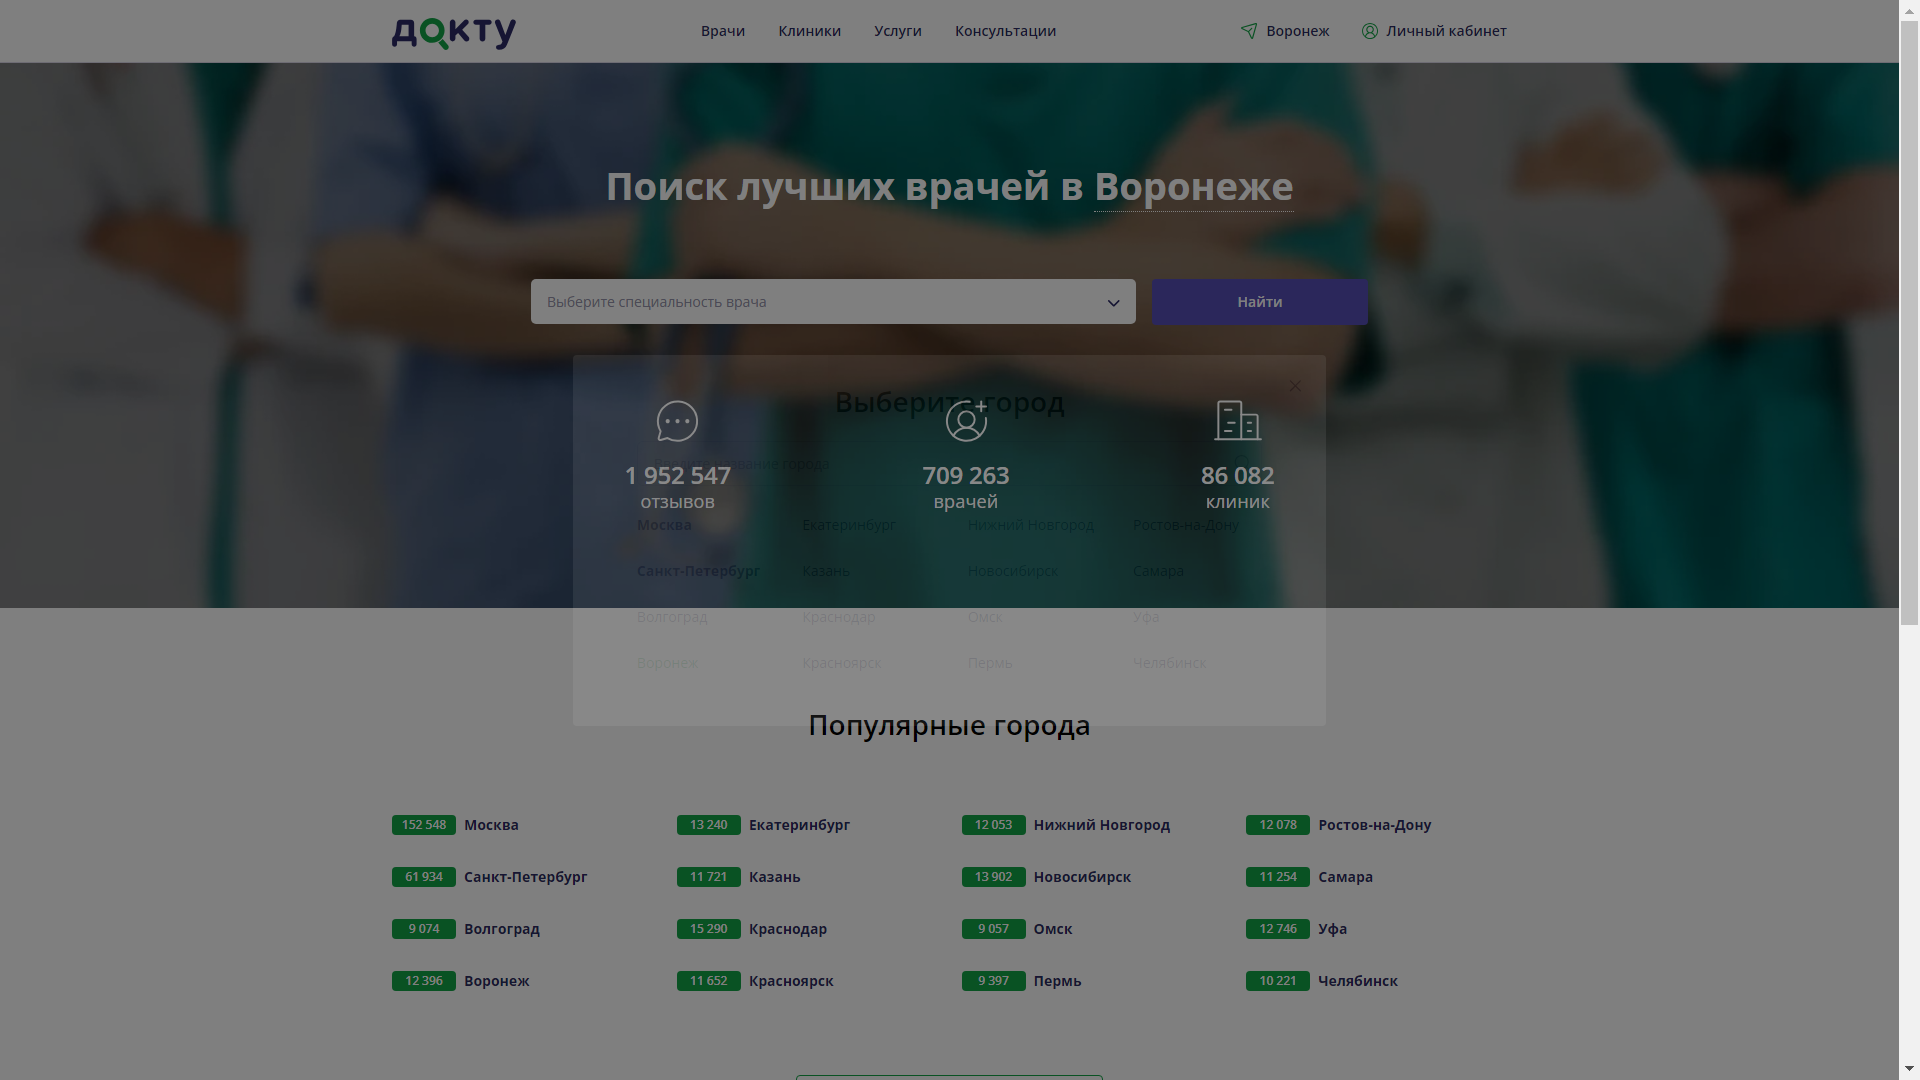 ДОКТУ
Врачи Клиники Услуги Консультации Воронеж Личный кабинет
Поиск лучших врачей в Воронеже
Выберите специальность врача Найти
Выберите город
название города
1 952 547 709 263 86 082
отзывов врачей клиник
Москва Екатеринбург Нижний Новгород Ростов-на-Дону
Санкт-Петербург Казань Новосибирск Самара
Волгоград Краснодар Омск Уфа
Воронеж Красноярск Пермь Челябинск
Популярные города
152 548 Москва 13 240 Екатеринбург 12 053 Нижний Новгород 12 078 Ростов-на-Дону
61 934 Санкт-Петербург 11 721 Казань 13 902 Новосибирск 11 254 Самара
9 074 Волгоград 15 290 Краснодар 9 057 Омск 12 746 Уфа
12 396 Воронеж 11 652 Красноярск 9 397 Пермь 10 221 Челябинск